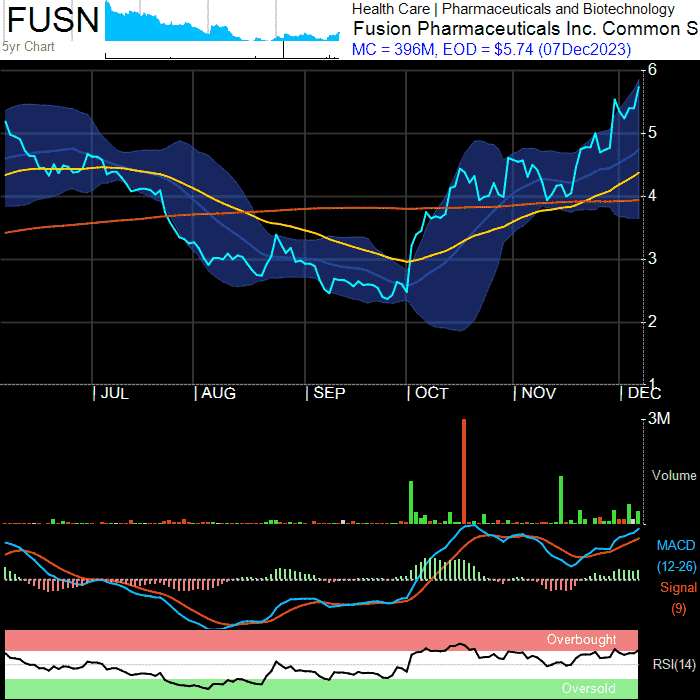 FUSN
5yr Chart
Health Care | Pharmaceuticals and Biotechnology
Fusion Pharmaceuticals Inc. Common S
MC = 396M, EOD = $5.74 (07Dec2023)
6
5
4
3
2
1
JUL AUG SEP OCT NOV DEC
3M
Volume
MACD
(12-26)
Signal
(9)
Overbought
RSI(14)
Oversold